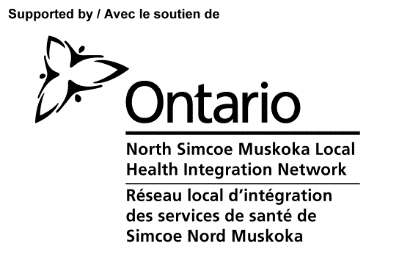 Supported by / Avec le soutien de
Ontario
North Simcoe Muskoka Local
Health Integration Network
Réseau local d'intégration
des services de santé de
Simcoe Nord Muskoka